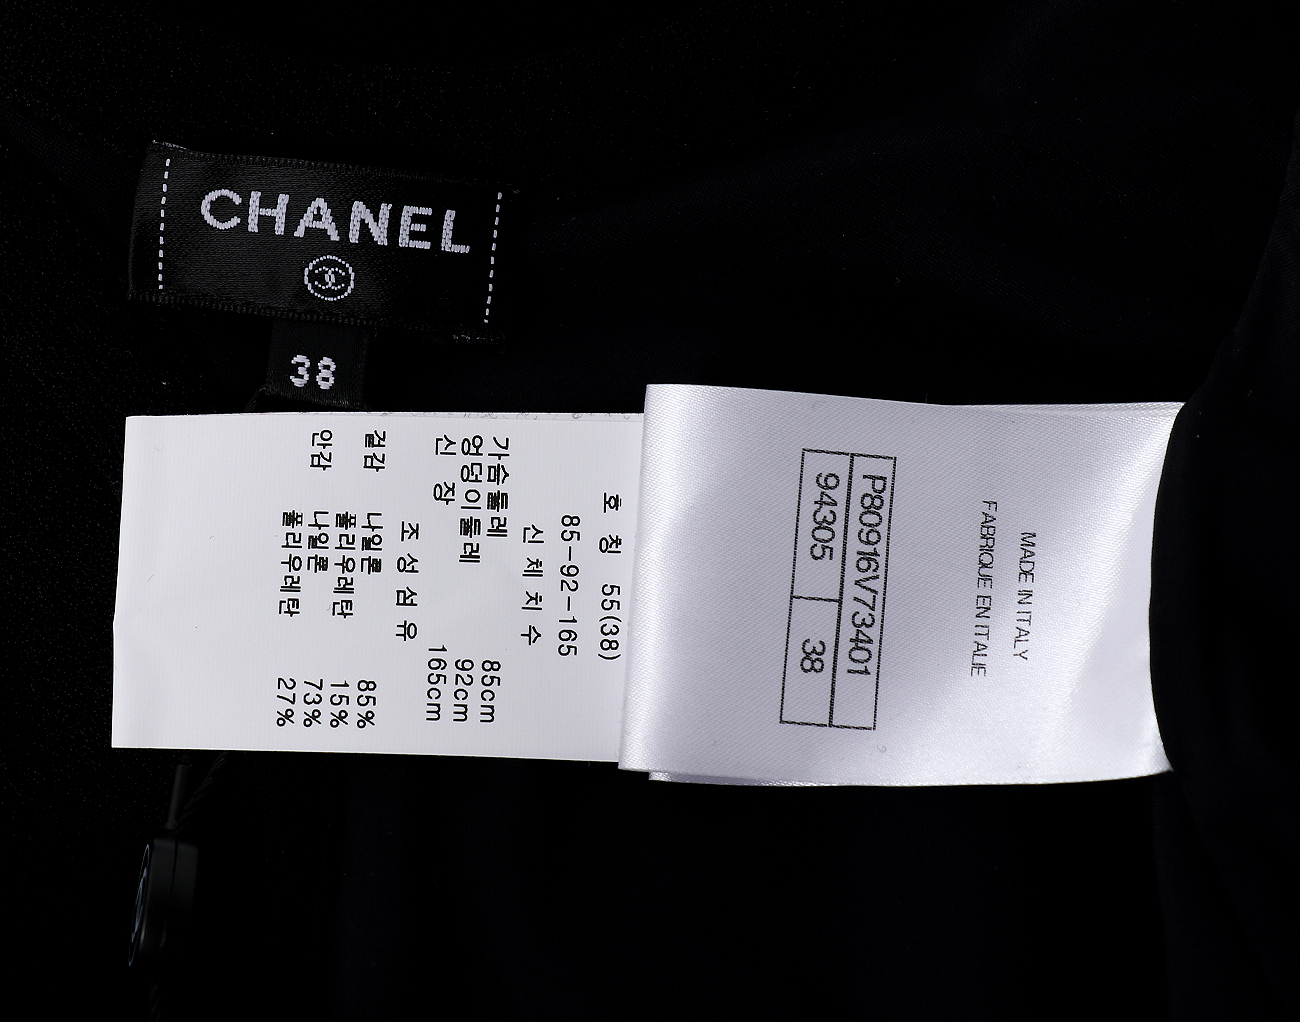 CHANEL
38
호 칭 55(38)
85-92-165
신 체 치 수
가슴둘레 85cm
엉덩이둘레 92cm
신 장 165cm
조 성 섬 유
겉감 나일론 85%
폴리우레탄 15%
안감 나일론 73%
폴리우레탄 27%
MADE IN ITALY
FABRIQUE EN ITALIE
P80916V73401
94305 38